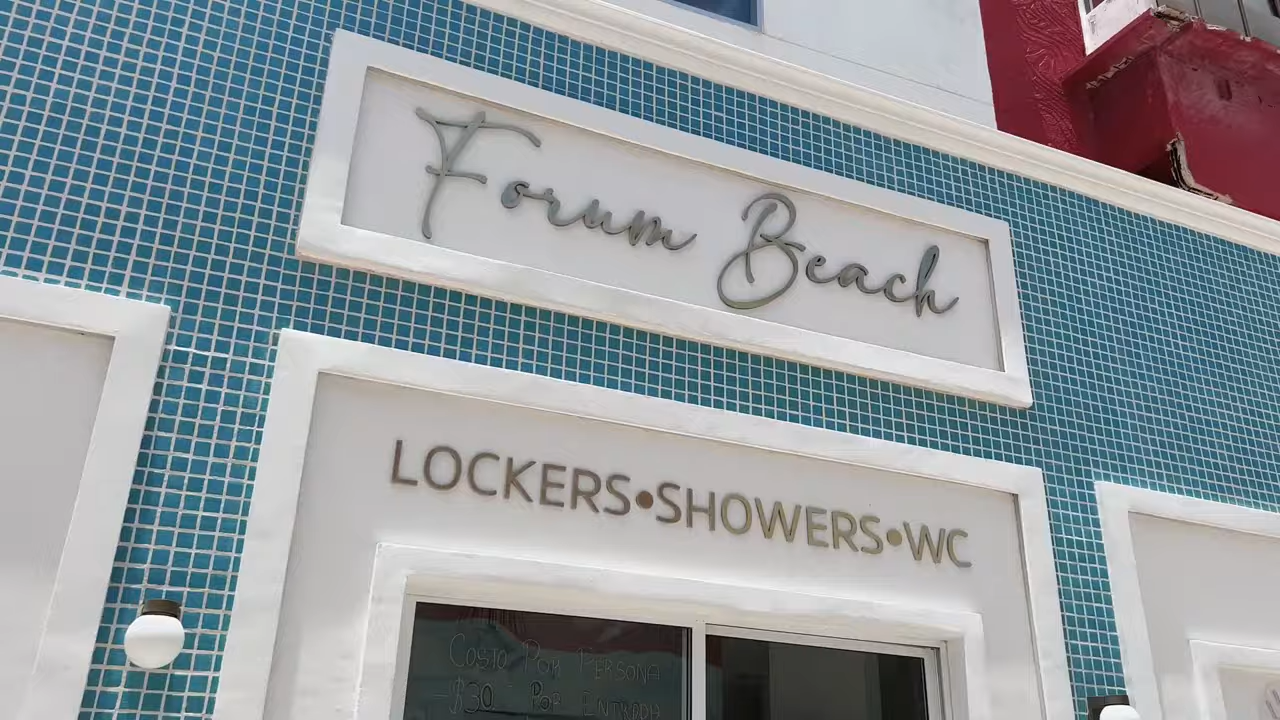 Forum Beach
LOCKERS•SHOWERS•WC
COSTO POR PERSONA
-$30 POR ENTRADA